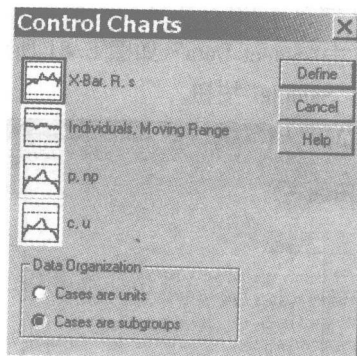 Control Charts
X-Bar, R, s
Define
Cancel
Individuals, Moving Range
Help
p, np
c, u
Data Organization
Cases are units
Cases are subgroups